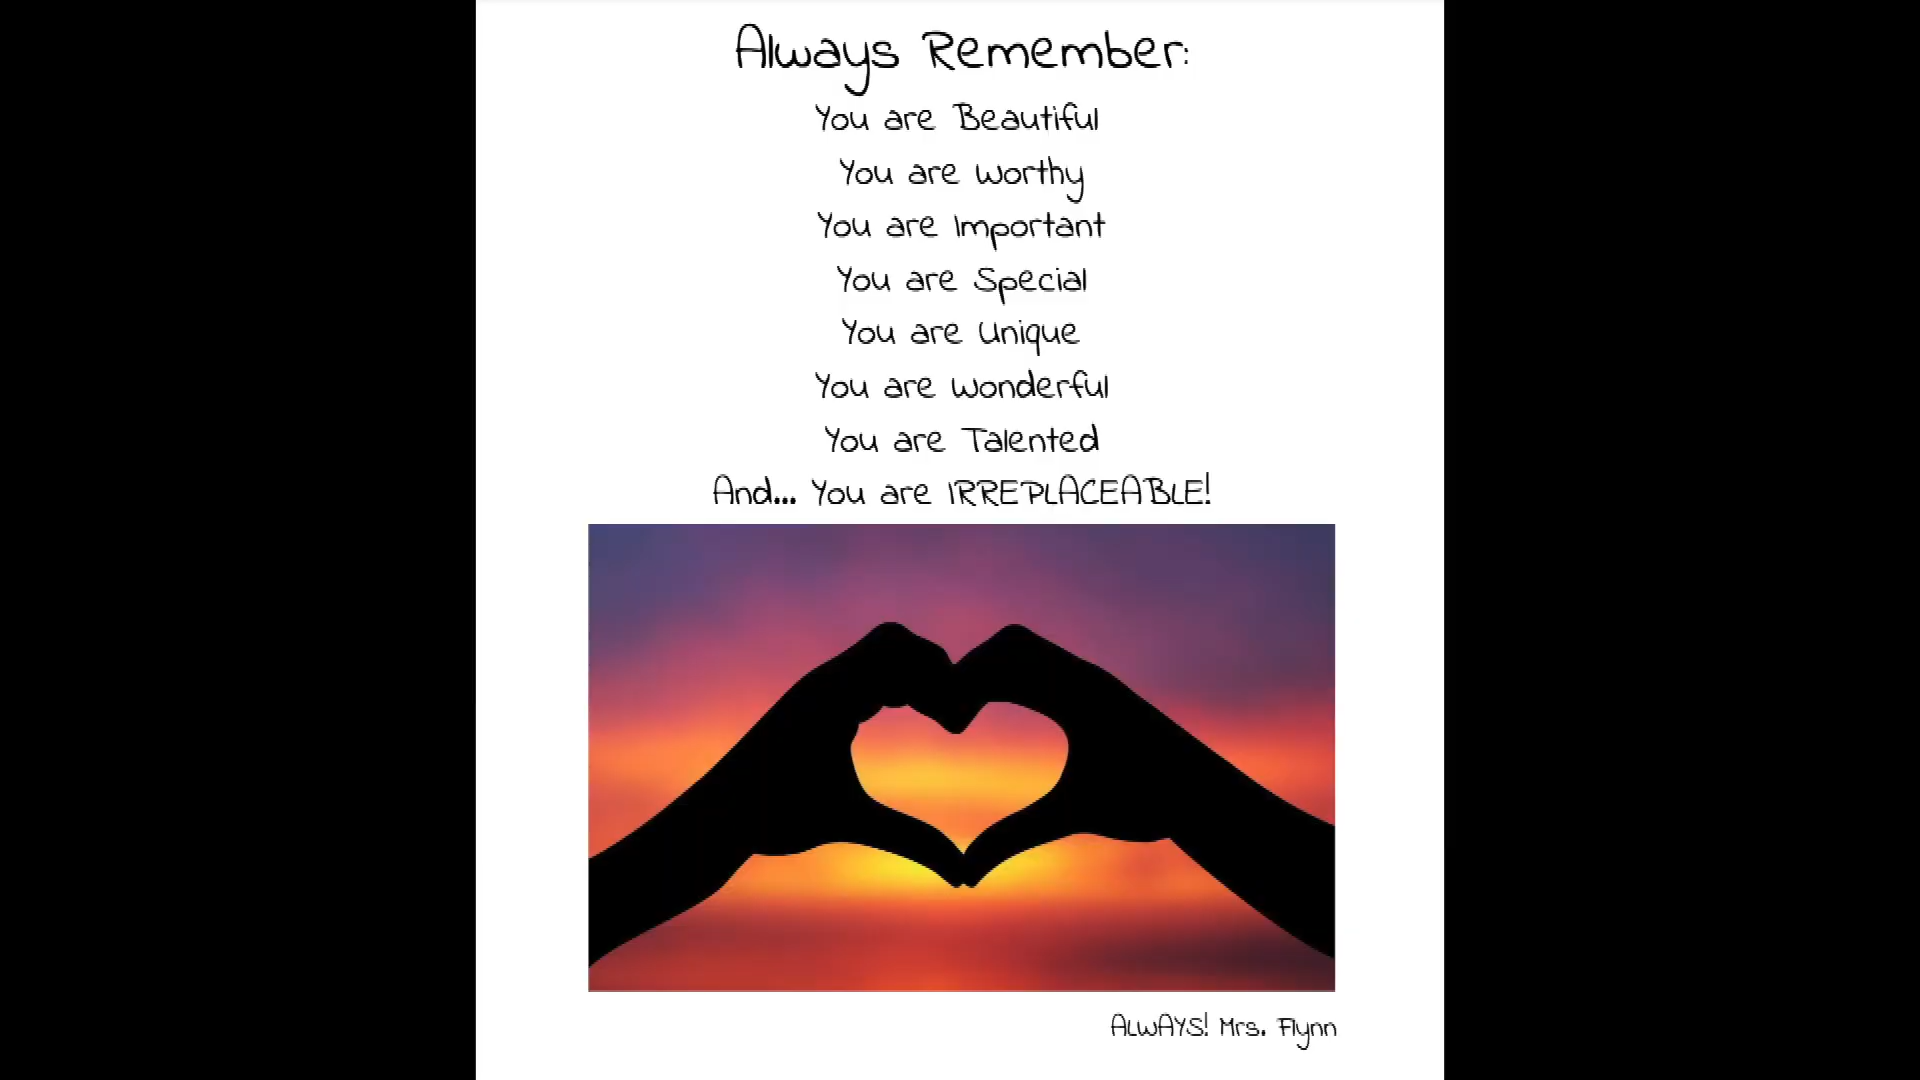 Always Remember:
You are Beautiful
You are Worthy
You are Important
You are Special
You are Unique
You are Wonderful
You are Talented
And... You are IRREPLACEABLE!
ALWAYS! Mrs. Flynn